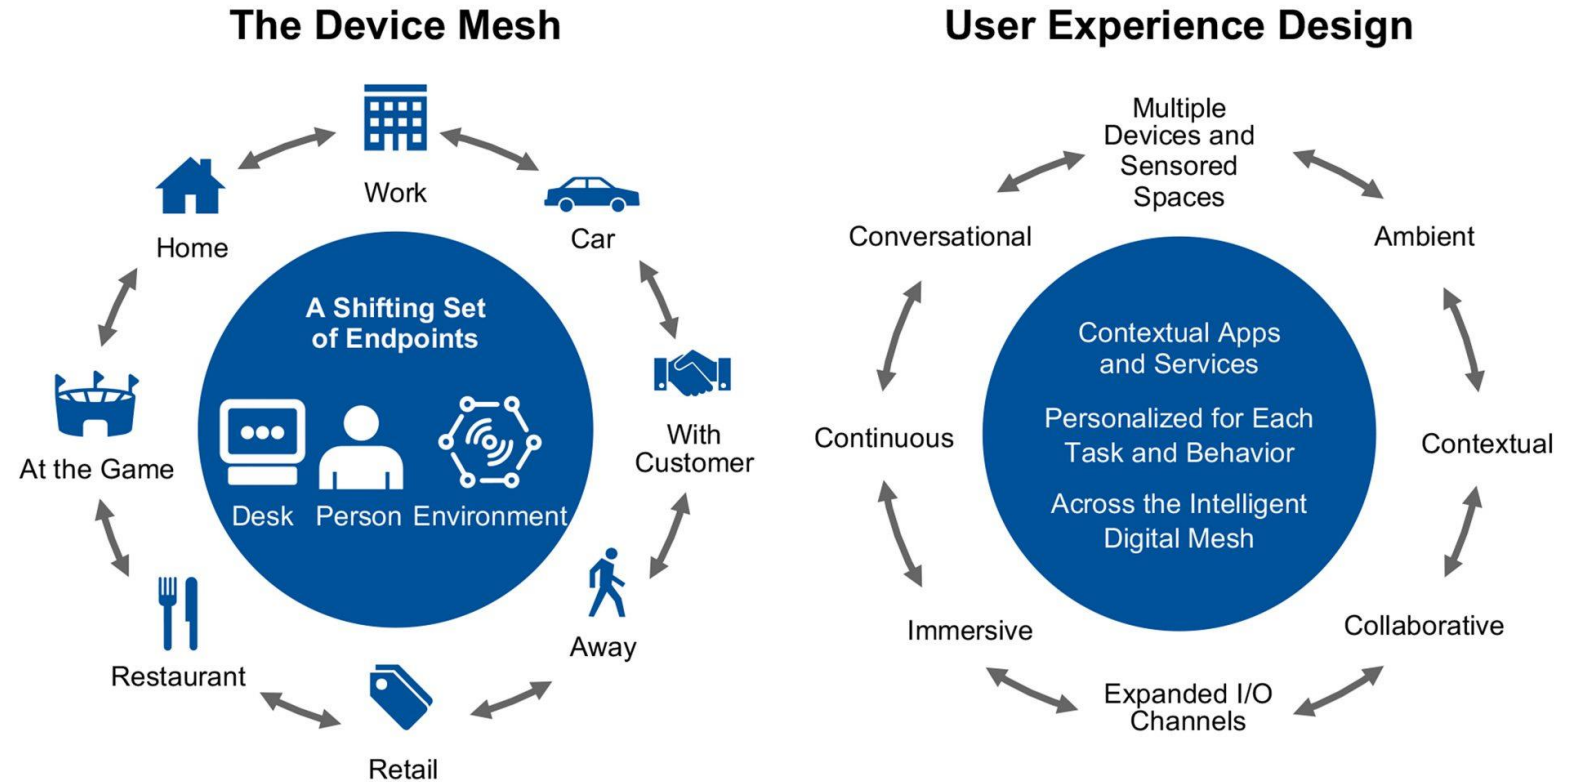 The Device Mesh
Work
Car
With
Customer
Away
Retail
Restaurant
At the Game
Home
A Shifting Set
of Endpoints
Desk
Person
Environment
User Experience Design
Multiple
Devices and
Sensored
Spaces
Ambient
Contextual
Collaborative
Expanded I/O
Channels
Immersive
Continuous
Conversational
Contextual Apps
and Services
Personalized for Each
Task and Behavior
Across the Intelligent
Digital Mesh